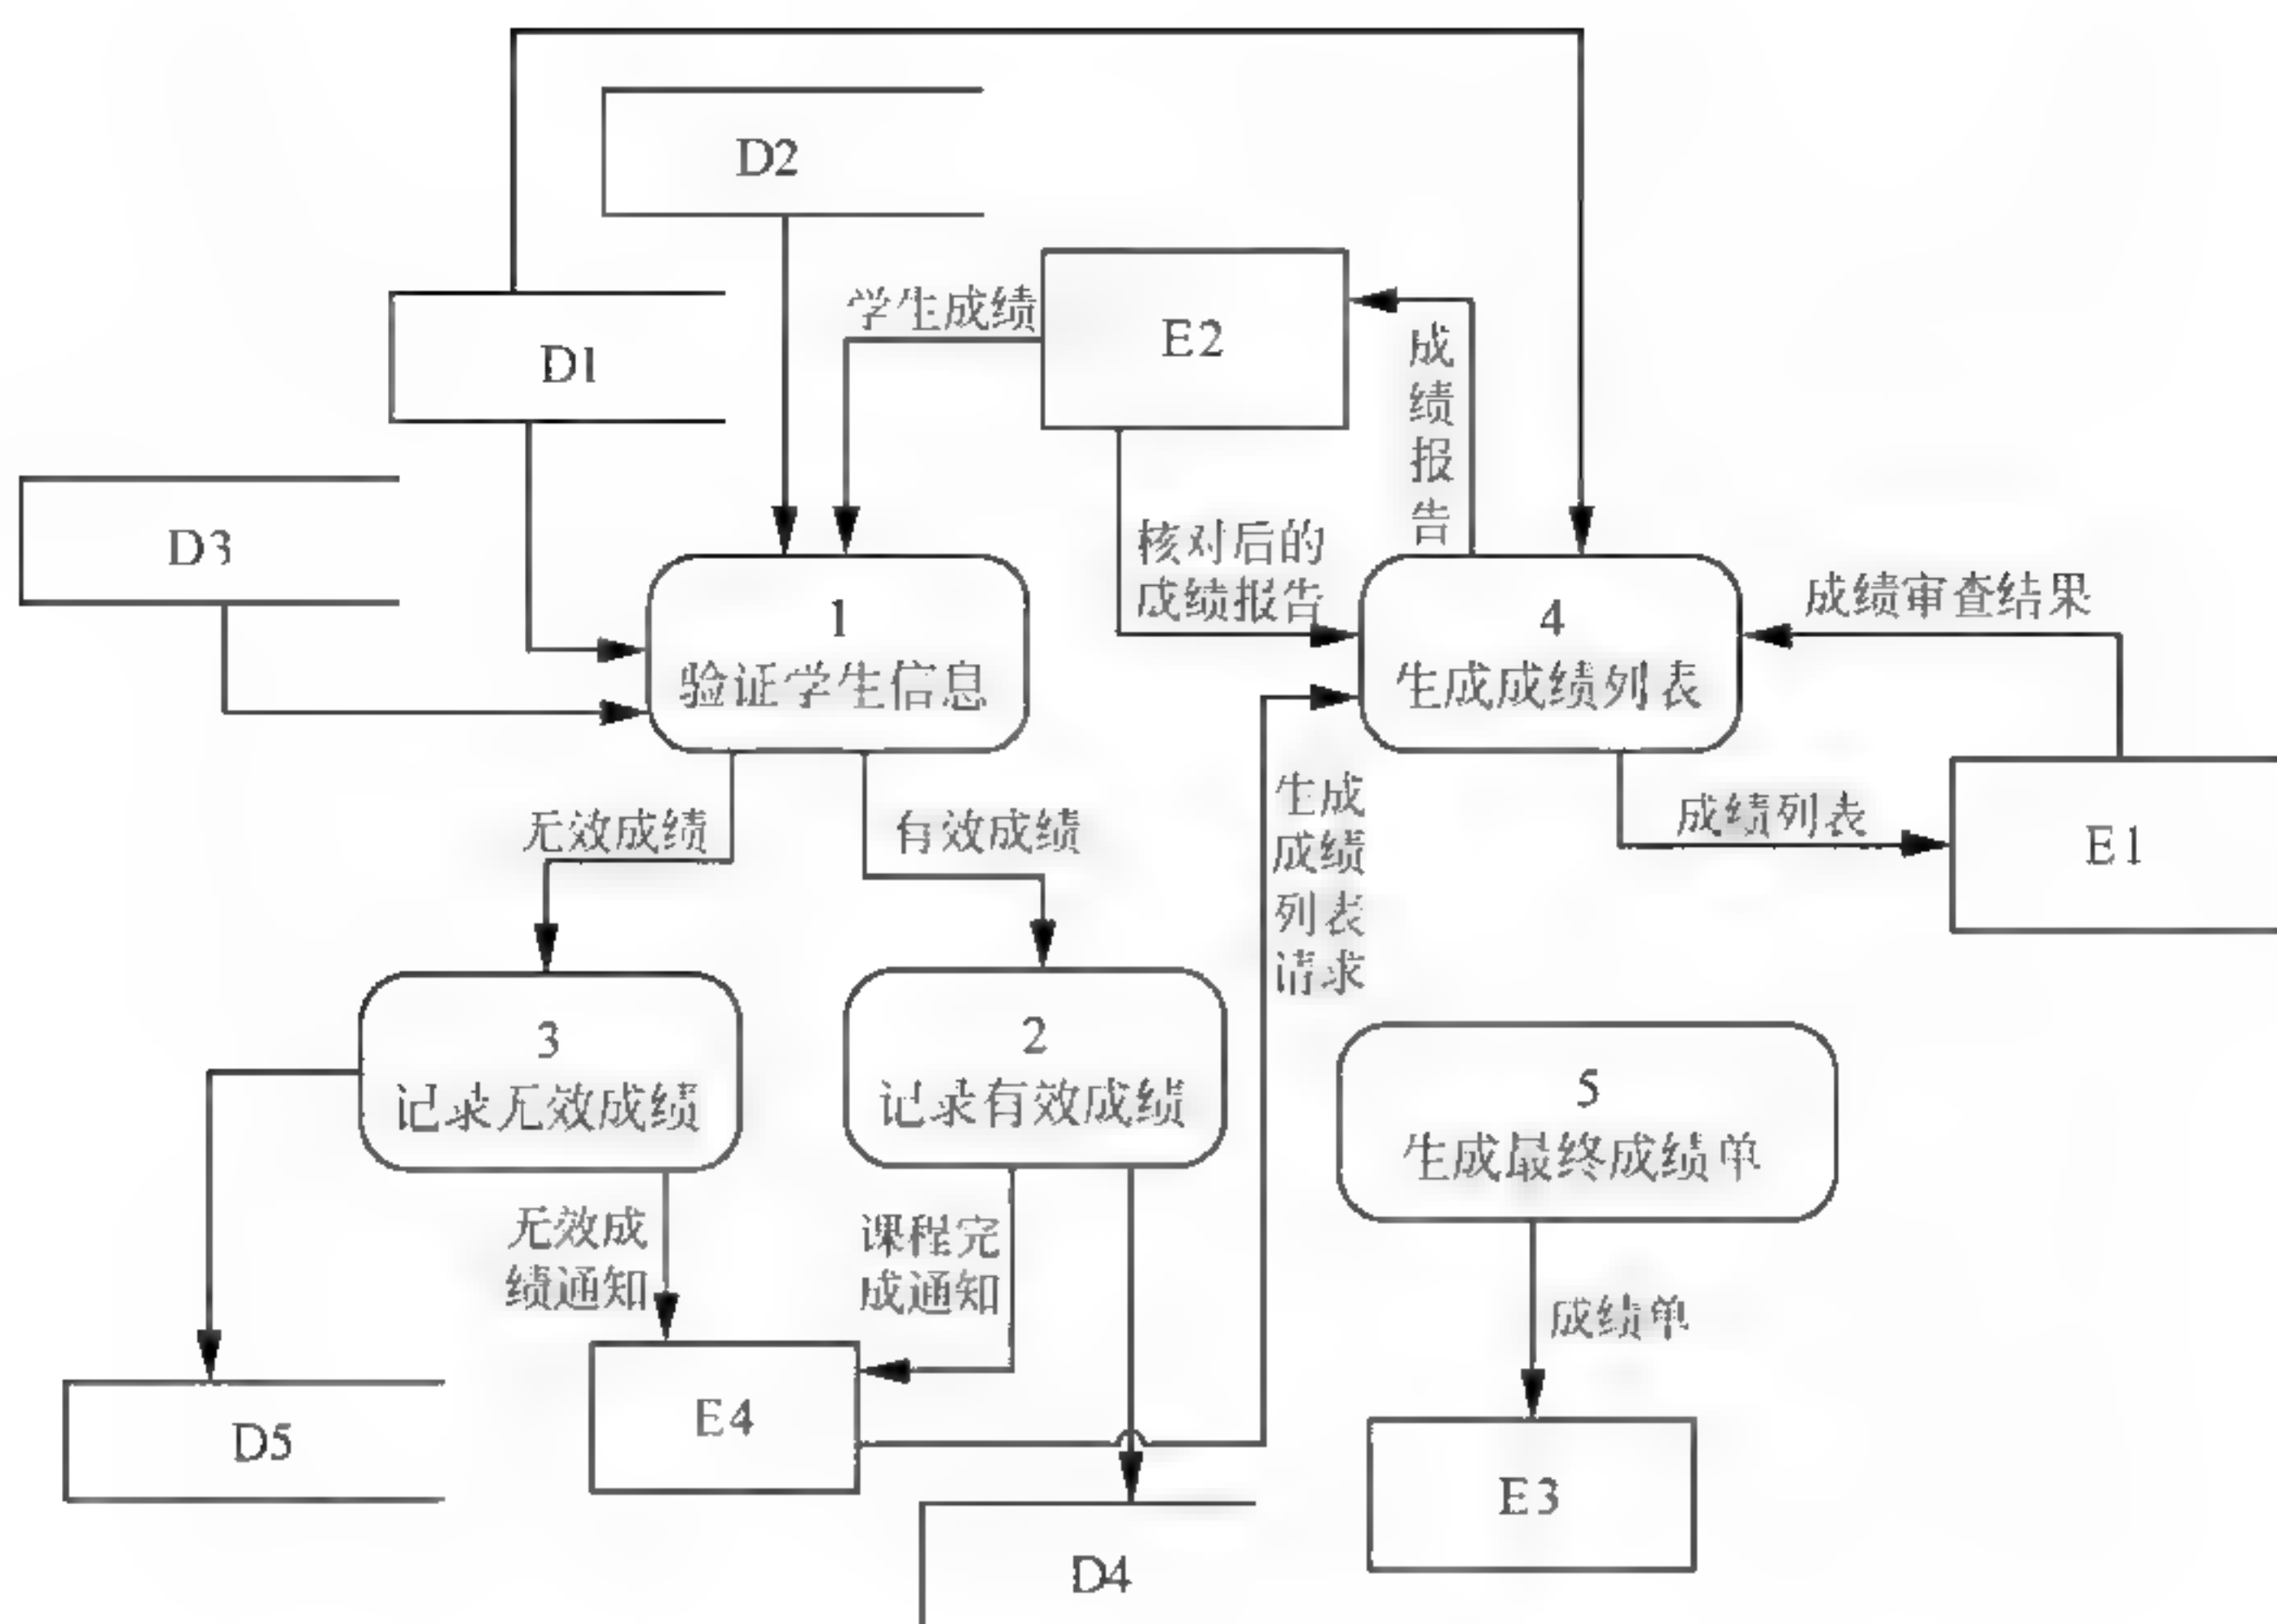 D2
D1
学生成绩
E2
成
绩
报
告
D3
核对后的
成绩报告
1
验证学生信息
4
生成成绩列表
成绩审查结果
无效成绩
有效成绩
生成
成绩
列表
请求
成绩列表
E1
3
记录无效成绩
2
记录有效成绩
5
生成最终成绩单
无效成
绩通知
课程完
成通知
成绩单
D5
E4
E3
D4